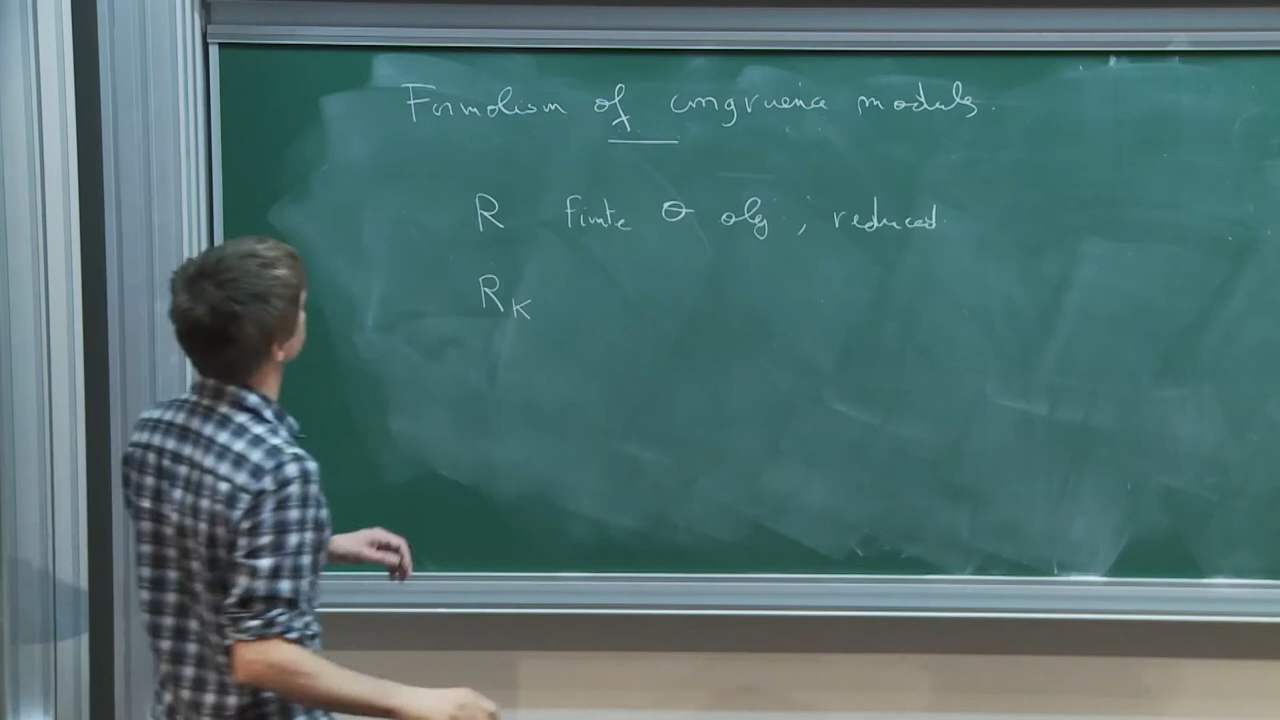 Formalism of congruence modules.
R finite O alg, reduced
R_K